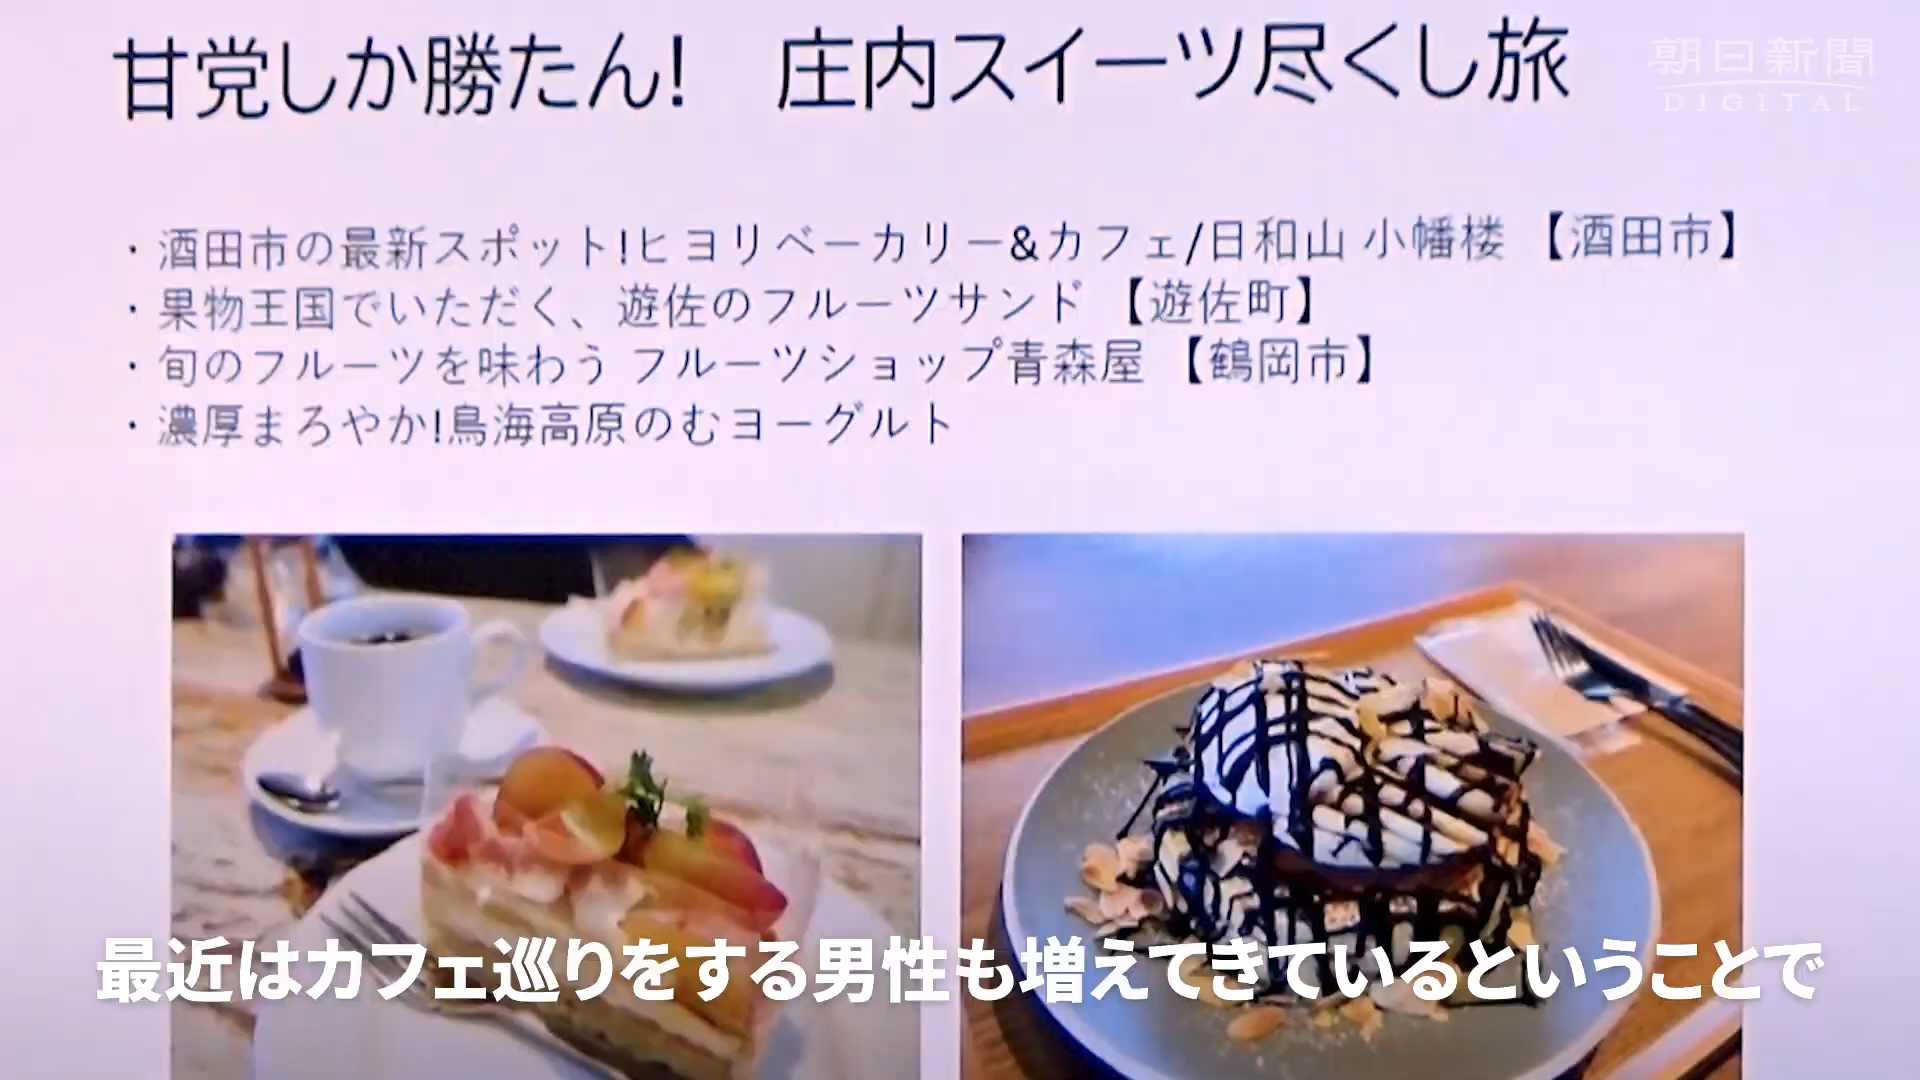 甘党しか勝たん! 庄内スイーツ尽くし旅
朝日新聞
DIGITAL
・酒田市の最新スポット!ヒヨリベーカリー&カフェ/日和山 小幡楼 【酒田市】
・果物王国でいただく、遊佐のフルーツサンド 【遊佐町】
・旬のフルーツを味わう フルーツショップ青森屋 【鶴岡市】
・濃厚まろやか!鳥海高原のむヨーグルト
最近はカフェ巡りをする男性も増えてきているということで